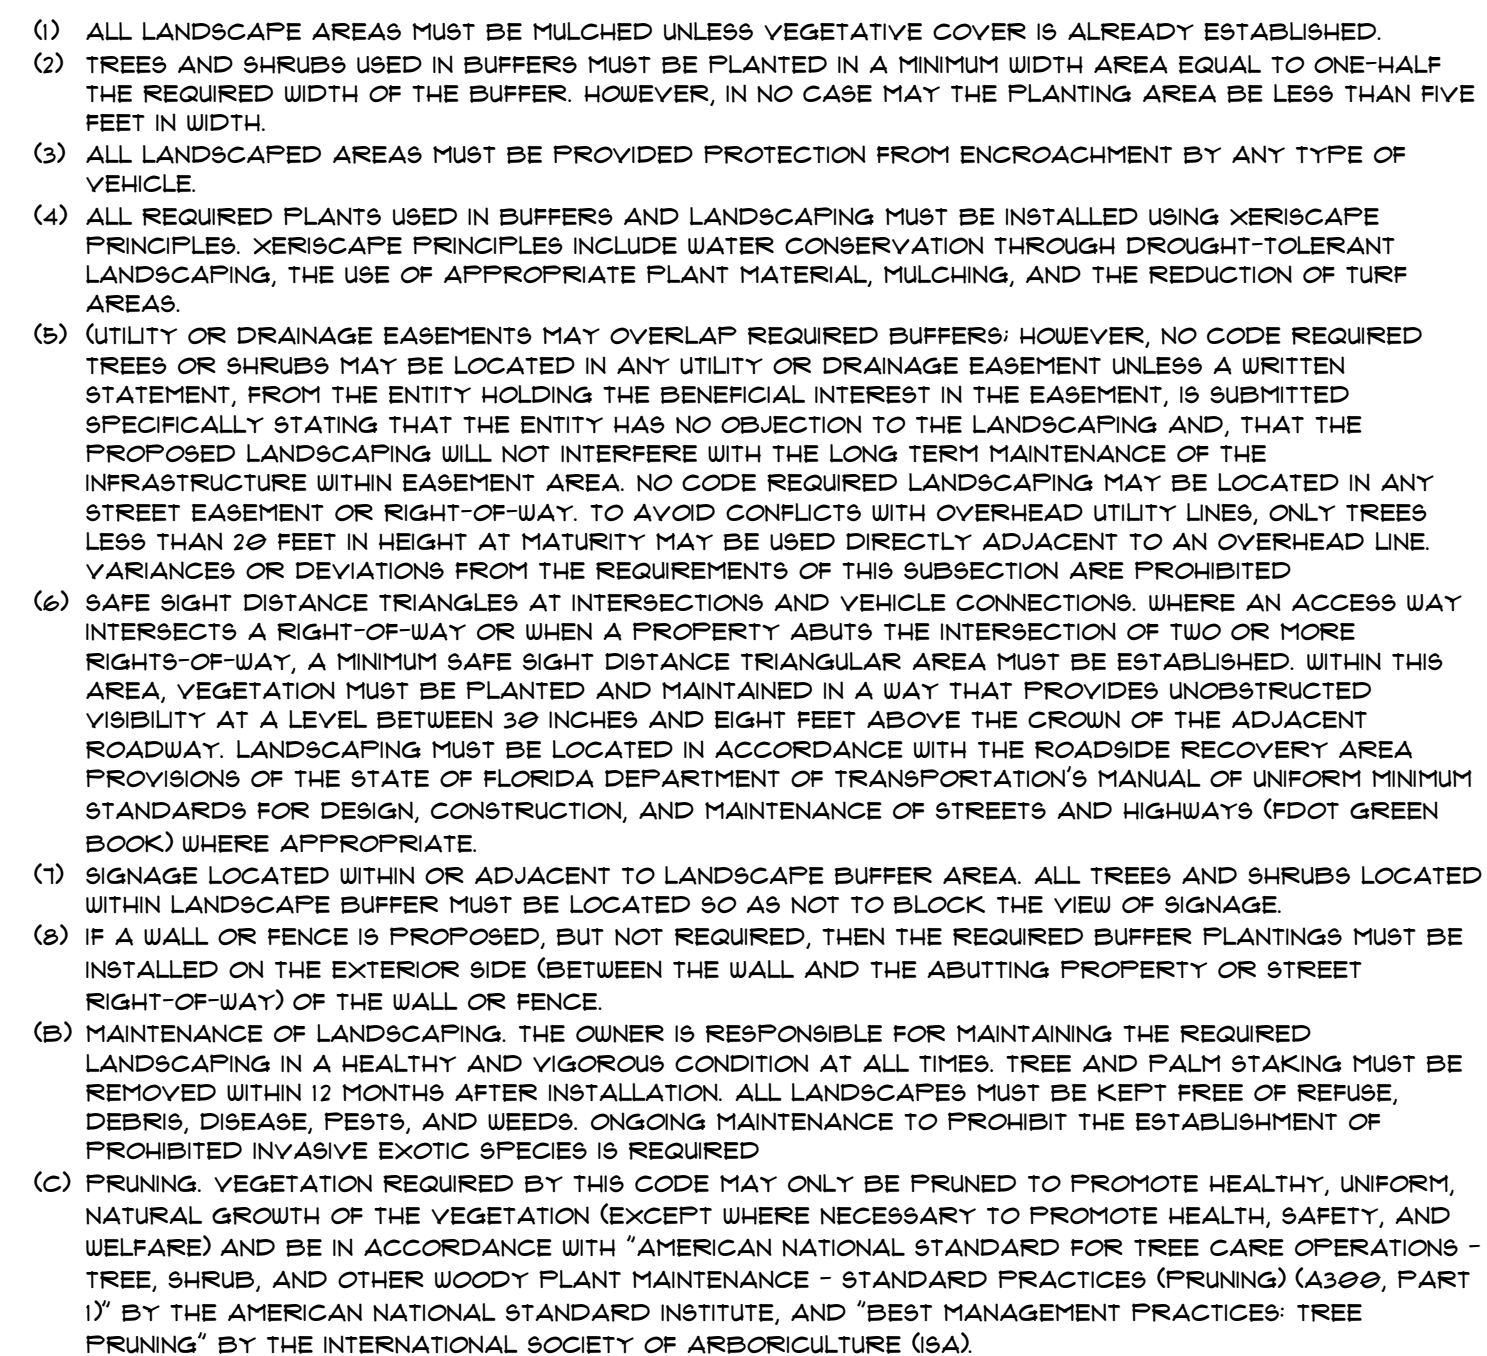 (1) ALL LANDSCAPE AREAS MUST BE MULCHED UNLESS VEGETATIVE COVER IS ALREADY ESTABLISHED.
(2) TREES AND SHRUBS USED IN BUFFERS MUST BE PLANTED IN A MINIMUM WIDTH AREA EQUAL TO ONE-HALF
THE REQUIRED WIDTH OF THE BUFFER. HOWEVER, IN NO CASE MAY THE PLANTING AREA BE LESS THAN FIVE
FEET IN WIDTH.
(3) ALL LANDSCAPED AREAS MUST BE PROVIDED PROTECTION FROM ENCROACHMENT BY ANY TYPE OF
VEHICLE.
(4) ALL REQUIRED PLANTS USED IN BUFFERS AND LANDSCAPING MUST BE INSTALLED USING XERISCAPE
PRINCIPLES. XERISCAPE PRINCIPLES INCLUDE WATER CONSERVATION THROUGH DROUGHT-TOLERANT
LANDSCAPING, THE USE OF APPROPRIATE PLANT MATERIAL, MULCHING, AND THE REDUCTION OF TURF
AREAS.
(5) (UTILITY OR DRAINAGE EASEMENTS MAY OVERLAP REQUIRED BUFFERS; HOWEVER, NO CODE REQUIRED
TREES OR SHRUBS MAY BE LOCATED IN ANY UTILITY OR DRAINAGE EASEMENT UNLESS A WRITTEN
STATEMENT, FROM THE ENTITY HOLDING THE BENEFICIAL INTEREST IN THE EASEMENT, IS SUBMITTED
SPECIFICALLY STATING THAT THE ENTITY HAS NO OBJECTION TO THE LANDSCAPING AND, THAT THE
PROPOSED LANDSCAPING WILL NOT INTERFERE WITH THE LONG TERM MAINTENANCE OF THE
INFRASTRUCTURE WITHIN EASEMENT AREA. NO CODE REQUIRED LANDSCAPING MAY BE LOCATED IN ANY
STREET EASEMENT OR RIGHT-OF-WAY. TO AVOID CONFLICTS WITH OVERHEAD UTILITY LINES, ONLY TREES
LESS THAN 20 FEET IN HEIGHT AT MATURITY MAY BE USED DIRECTLY ADJACENT TO AN OVERHEAD LINE.
VARIANCES OR DEVIATIONS FROM THE REQUIREMENTS OF THIS SUBSECTION ARE PROHIBITED
(6) SAFE SIGHT DISTANCE TRIANGLES AT INTERSECTIONS AND VEHICLE CONNECTIONS. WHERE AN ACCESS WAY
INTERSECTS A RIGHT-OF-WAY OR WHEN A PROPERTY ABUTS THE INTERSECTION OF TWO OR MORE
RIGHTS-OF-WAY, A MINIMUM SAFE SIGHT DISTANCE TRIANGULAR AREA MUST BE ESTABLISHED. WITHIN THIS
AREA, VEGETATION MUST BE PLANTED AND MAINTAINED IN A WAY THAT PROVIDES UNOBSTRUCTED
VISIBILITY AT A LEVEL BETWEEN 30 INCHES AND EIGHT FEET ABOVE THE CROWN OF THE ADJACENT
ROADWAY. LANDSCAPING MUST BE LOCATED IN ACCORDANCE WITH THE ROADSIDE RECOVERY AREA
PROVISIONS OF THE STATE OF FLORIDA DEPARTMENT OF TRANSPORTATION'S MANUAL OF UNIFORM MINIMUM
STANDARDS FOR DESIGN, CONSTRUCTION, AND MAINTENANCE OF STREETS AND HIGHWAYS (FDOT GREEN
BOOK) WHERE APPROPRIATE.
(7) SIGNAGE LOCATED WITHIN OR ADJACENT TO LANDSCAPE BUFFER AREA. ALL TREES AND SHRUBS LOCATED
WITHIN LANDSCAPE BUFFER MUST BE LOCATED SO AS NOT TO BLOCK THE VIEW OF SIGNAGE.
(8) IF A WALL OR FENCE IS PROPOSED, BUT NOT REQUIRED, THEN THE REQUIRED BUFFER PLANTINGS MUST BE
INSTALLED ON THE EXTERIOR SIDE (BETWEEN THE WALL AND THE ABUTTING PROPERTY OR STREET
RIGHT-OF-WAY) OF THE WALL OR FENCE.
(B) MAINTENANCE OF LANDSCAPING. THE OWNER IS RESPONSIBLE FOR MAINTAINING THE REQUIRED
LANDSCAPING IN A HEALTHY AND VIGOROUS CONDITION AT ALL TIMES. TREE AND PALM STAKING MUST BE
REMOVED WITHIN 12 MONTHS AFTER INSTALLATION. ALL LANDSCAPES MUST BE KEPT FREE OF REFUSE,
DEBRIS, DISEASE, PESTS, AND WEEDS. ONGOING MAINTENANCE TO PROHIBIT THE ESTABLISHMENT OF
PROHIBITED INVASIVE EXOTIC SPECIES IS REQUIRED
(C) PRUNING. VEGETATION REQUIRED BY THIS CODE MAY ONLY BE PRUNED TO PROMOTE HEALTHY, UNIFORM,
NATURAL GROWTH OF THE VEGETATION (EXCEPT WHERE NECESSARY TO PROMOTE HEALTH, SAFETY, AND
WELFARE) AND BE IN ACCORDANCE WITH "AMERICAN NATIONAL STANDARD FOR TREE CARE OPERATIONS -
TREE, SHRUB, AND OTHER WOODY PLANT MAINTENANCE - STANDARD PRACTICES (PRUNING) (A300, PART
1)" BY THE AMERICAN NATIONAL STANDARD INSTITUTE, AND "BEST MANAGEMENT PRACTICES: TREE
PRUNING" BY THE INTERNATIONAL SOCIETY OF ARBORICULTURE (ISA).